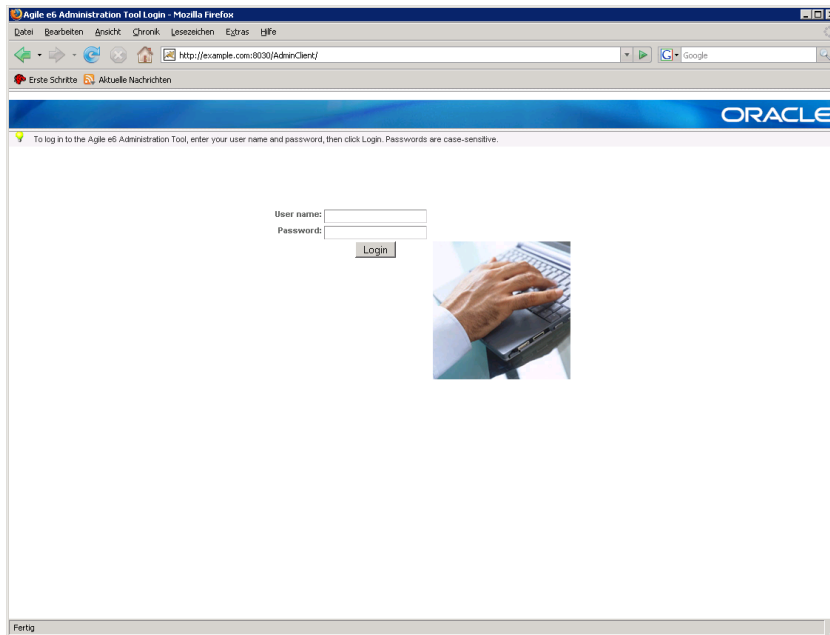 Agile e6 Administration Tool Login - Mozilla Firefox
Datei Bearbeiten Ansicht Chronik Lesezeichen Extras Hilfe
http://example.com:8030/AdminClient/
G Google
Erste Schritte Aktuelle Nachrichten
ORACLE
To log in to the Agile e6 Administration Tool, enter your user name and password, then click Login. Passwords are case-sensitive.
User name:
Password:
Login
Fertig